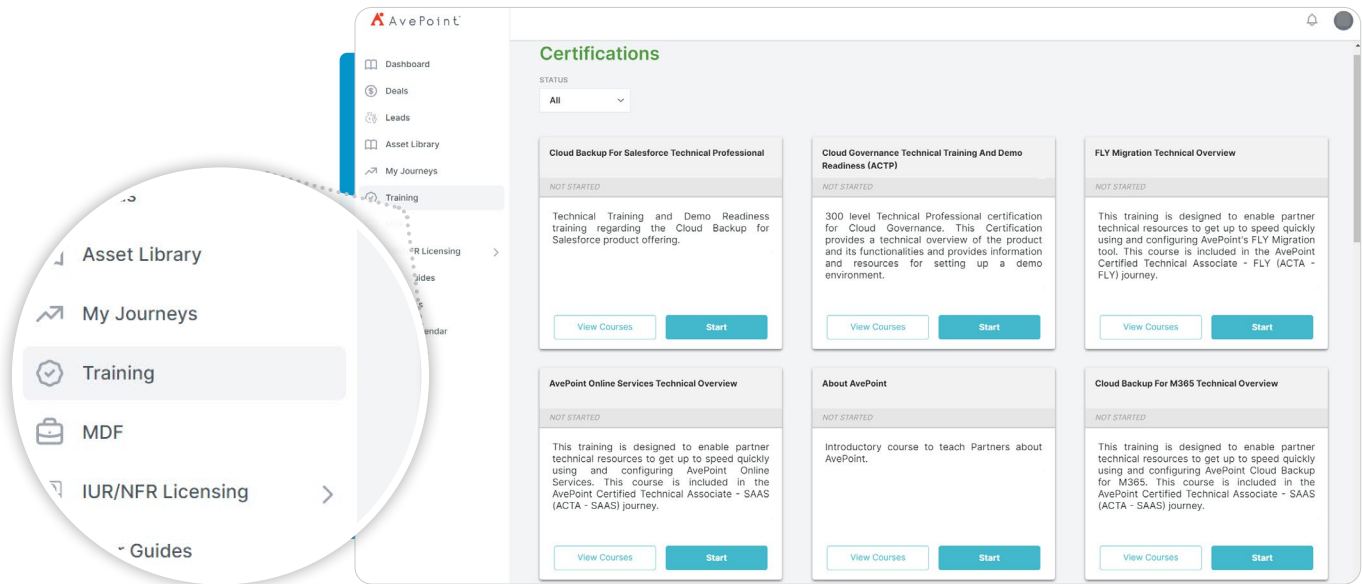 AvePoint
Dashboard
Deals
Leads
Asset Library
My Journeys
Training
R Licensing
endar
Asset Library
My Journeys
Training
MDF
IUR/NFR Licensing
Guides
Certifications
STATUS
All
Cloud Backup For Salesforce Technical Professional
NOT STARTED
Technical Training and Demo Readiness
training regarding the Cloud Backup for
Salesforce product offering.
View Courses
Start
Cloud Governance Technical Training And Demo
Readiness (ACTP)
NOT STARTED
300 level Technical Professional certification
for Cloud Governance. This Certification
provides a technical overview of the product
and its functionalities and provides information
and resources for setting up a demo
environment.
View Courses
Start
FLY Migration Technical Overview
NOT STARTED
This training is designed to enable partner
technical resources to get up to speed quickly
using and configuring AvePoint's FLY Migration
tool. This course is included in the AvePoint
Certified Technical Associate - FLY (ACTA -
FLY) journey.
View Courses
Start
AvePoint Online Services Technical Overview
NOT STARTED
This training is designed to enable partner
technical resources to get up to speed quickly
using and configuring AvePoint Online
Services. This course is included in the
AvePoint Certified Technical Associate - SAAS
(ACTA - SAAS) journey.
View Courses
Start
About AvePoint
NOT STARTED
Introductory course to teach Partners about
AvePoint.
View Courses
Start
Cloud Backup For M365 Technical Overview
NOT STARTED
This training is designed to enable partner
technical resources to get up to speed quickly
using and configuring AvePoint Cloud Backup
for M365. This course is included in the
AvePoint Certified Technical Associate - SAAS
(ACTA - SAAS) journey.
View Courses
Start